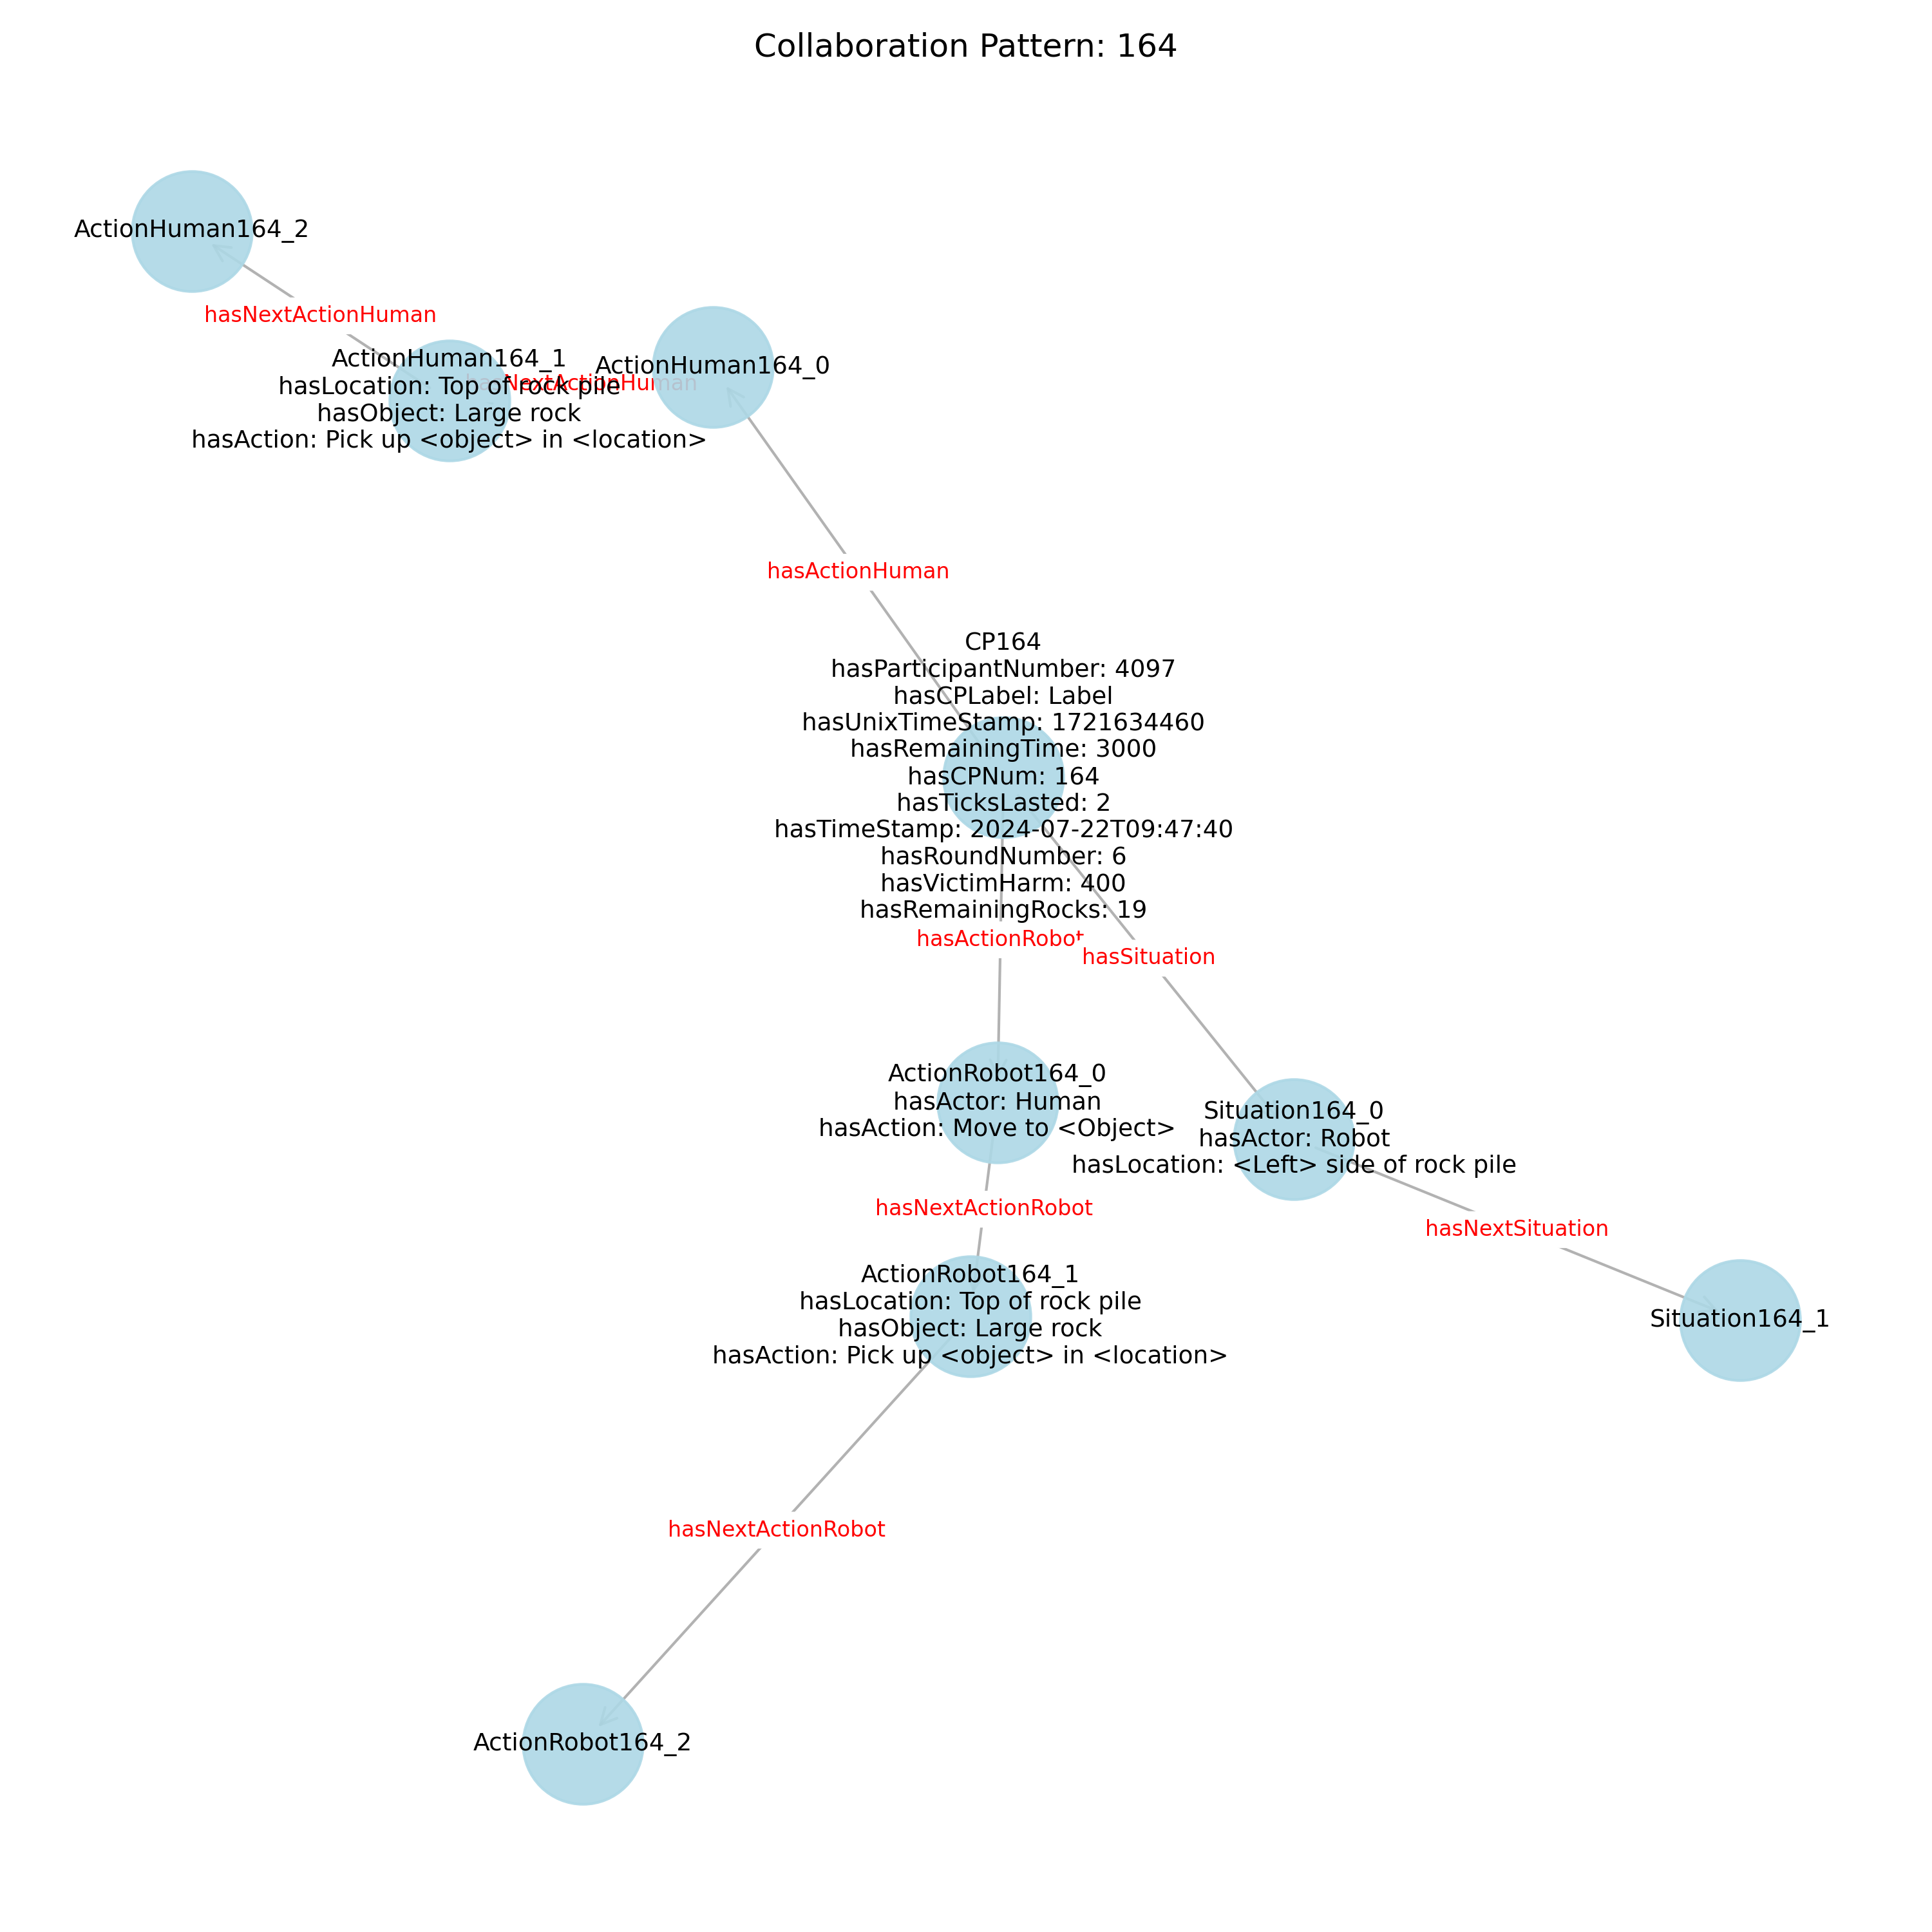 Collaboration Pattern: 164
ActionHuman164_2
hasNextActionHuman
ActionHuman164_1
hasLocation: Top of rock pile
hasObject: Large rock
hasAction: Pick up <object> in <location>
hasNextActionHuman
ActionHuman164_0
hasActionHuman
CP164
hasParticipantNumber: 4097
hasCPLabel: Label
hasUnixTimeStamp: 1721634460
hasRemainingTime: 3000
hasCPNum: 164
hasTicksLasted: 2
hasTimeStamp: 2024-07-22T09:47:40
hasRoundNumber: 6
hasVictimHarm: 400
hasRemainingRocks: 19
hasActionRobot
hasSituation
ActionRobot164_0
hasActor: Human
hasAction: Move to <Object>
Situation164_0
hasActor: Robot
hasLocation: <Left> side of rock pile
hasNextActionRobot
hasNextSituation
ActionRobot164_1
hasLocation: Top of rock pile
hasObject: Large rock
hasAction: Pick up <object> in <location>
Situation164_1
hasNextActionRobot
ActionRobot164_2